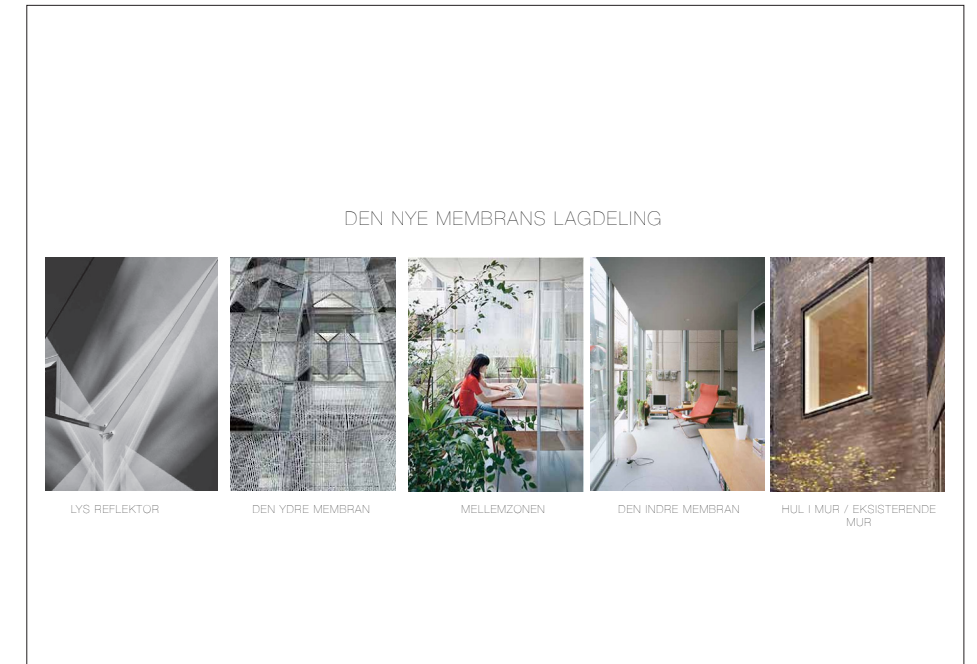 DEN NYE MEMBRANS LAGDELING
LYS REFLEKTOR
DEN YDRE MEMBRAN
MELLEMZONEN
DEN INDRE MEMBRAN
HUL I MUR / EKSISTERENDE
MUR